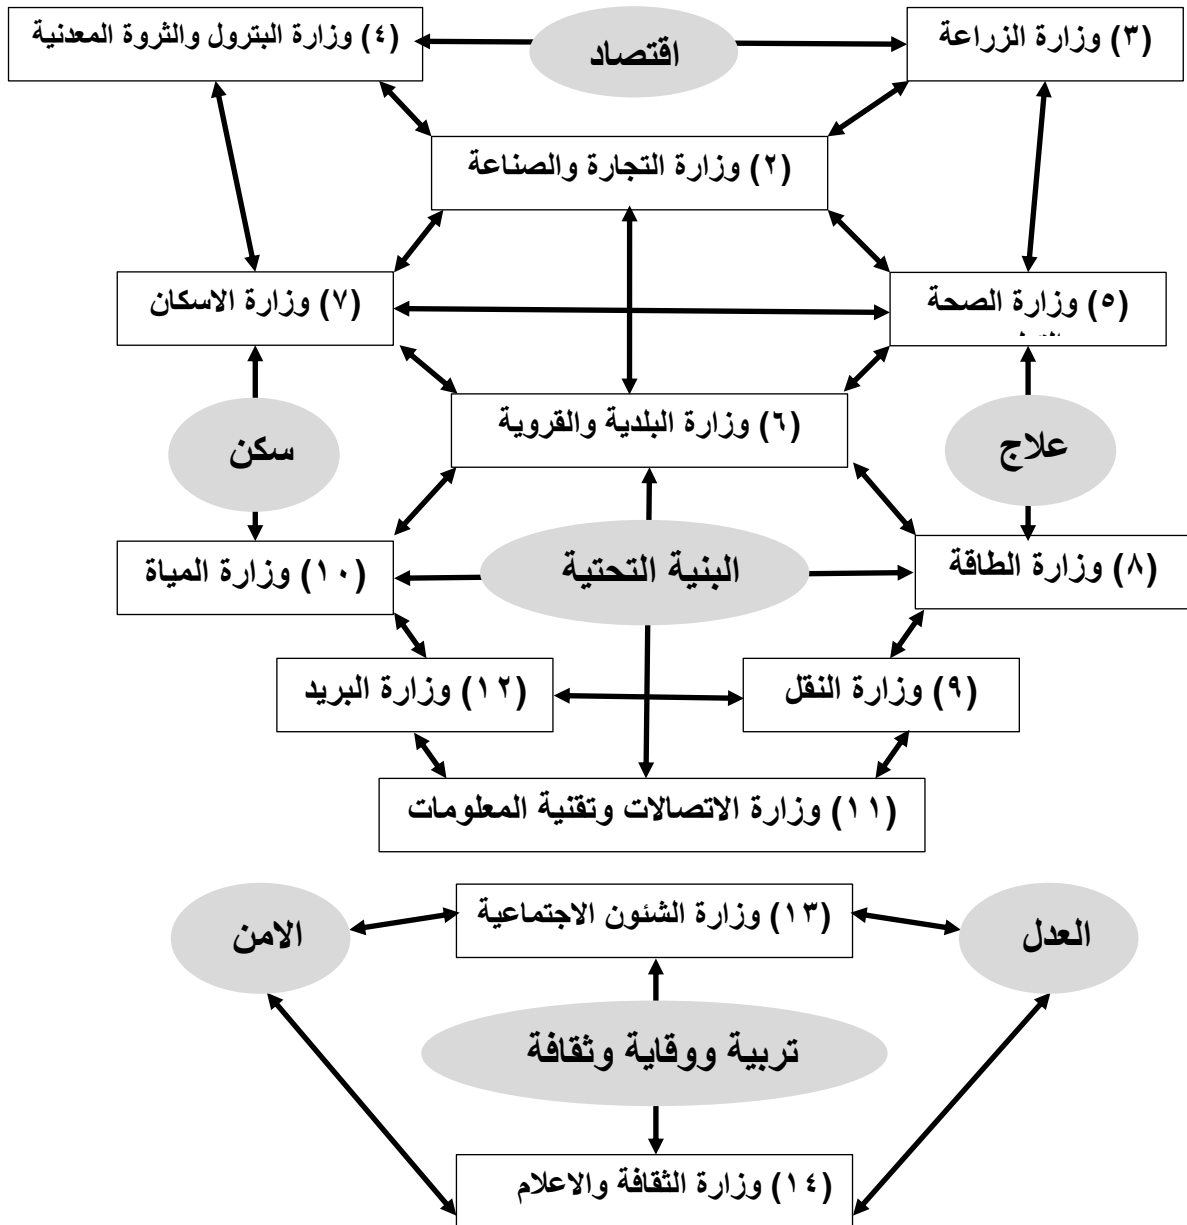 (٣) وزارة الزراعة
اقتصاد
(٤) وزارة البترول والثروة المعدنية
(٢) وزارة التجارة والصناعة
(٥) وزارة الصحة
(٧) وزارة الاسكان
(٦) وزارة البلدية والقروية
علاج
سكن
(٨) وزارة الطاقة
البنية التحتية
(١٠) وزارة المياة
(٩) وزارة النقل
(١٢) وزارة البريد
(١١) وزارة الاتصالات وتقنية المعلومات
(١٣) وزارة الشئون الاجتماعية
العدل
الامن
تربية ووقاية وثقافة
(١٤) وزارة الثقافة والاعلام